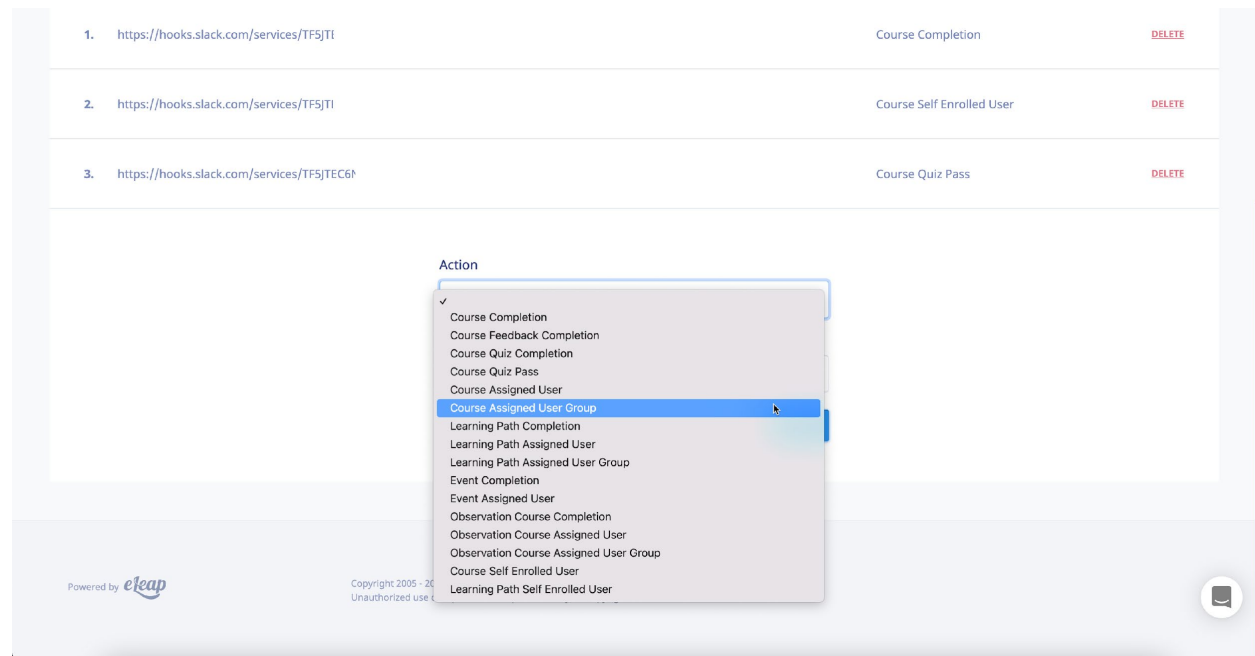 1. https://hooks.slack.com/services/TF5JTE Course Completion DELETE
2. https://hooks.slack.com/services/TF5JTI Course Self Enrolled User DELETE
3. https://hooks.slack.com/services/TF5JTEC6N Course Quiz Pass DELETE
Action
✓
Course Completion
Course Feedback Completion
Course Quiz Completion
Course Quiz Pass
Course Assigned User
Course Assigned User Group
Learning Path Completion
Learning Path Assigned User
Learning Path Assigned User Group
Event Completion
Event Assigned User
Observation Course Completion
Observation Course Assigned User
Observation Course Assigned User Group
Course Self Enrolled User
Learning Path Self Enrolled User
Powered by eleap
Copyright 2005 - 20
Unauthorized use